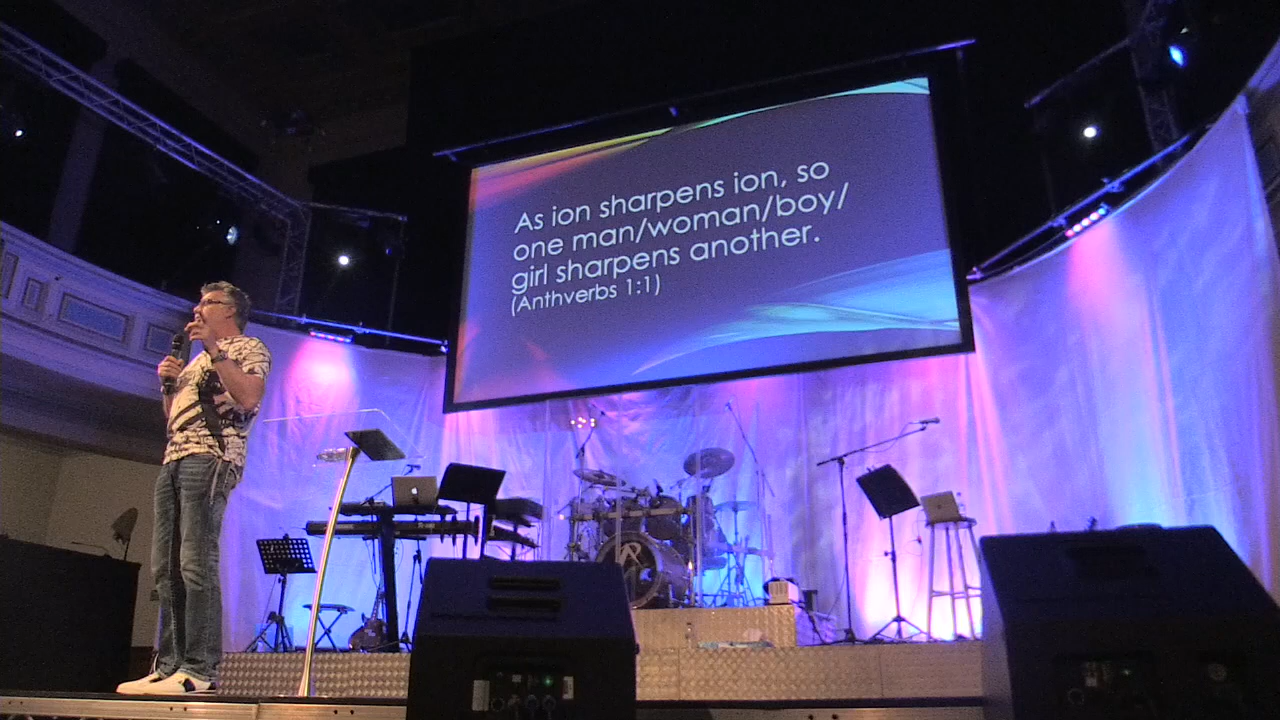 As ion sharpens ion, so
one man/woman/boy/
girl sharpens another.
(Anthverbs 1:1)